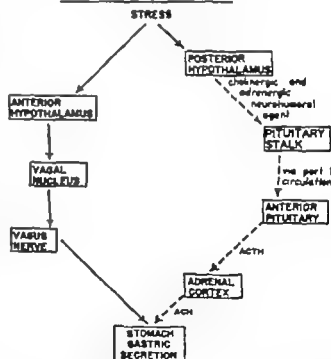 STRESS
POSTERIOR
HYPOTHALAMUS
cholinergic and
adrenergic
neurohumoral
agent
ANTERIOR
HYPOTHALAMUS
PITUITARY
STALK
VAGAL
NUCLEUS
via
circulation
ANTERIOR
PITUITARY
VAGUS
NERVE
ACTH
ADRENAL
CORTEX
ACH
STOMACH
GASTRIC
SECRETION